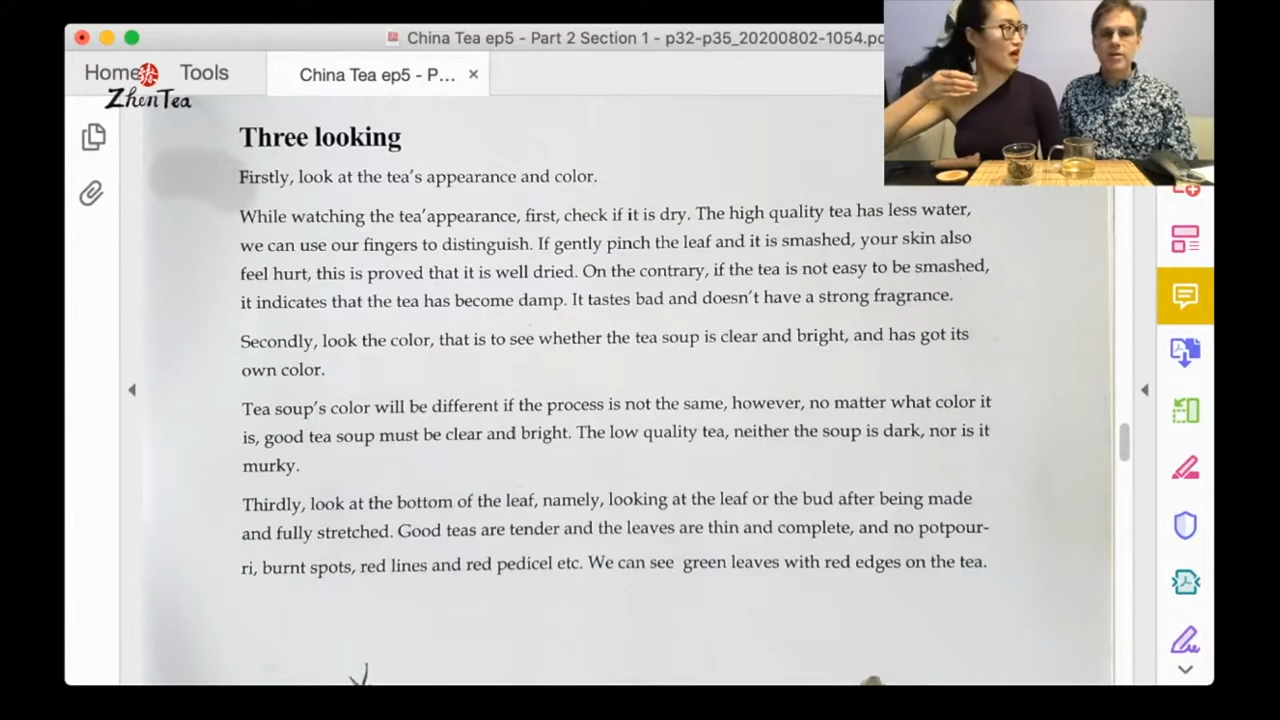 China Tea ep5 - Part 2 Section 1 - p32-p35_20200802-1054.pc
Home Tools China Tea ep5 - P... ×
ZhenTea
Three looking
Firstly, look at the tea's appearance and color.
While watching the tea'appearance, first, check if it is dry. The high quality tea has less water,
we can use our fingers to distinguish. If gently pinch the leaf and it is smashed, your skin also
feel hurt, this is proved that it is well dried. On the contrary, if the tea is not easy to be smashed,
it indicates that the tea has become damp. It tastes bad and doesn't have a strong fragrance.
Secondly, look the color, that is to see whether the tea soup is clear and bright, and has got its
own color.
Tea soup's color will be different if the process is not the same, however, no matter what color it
is, good tea soup must be clear and bright. The low quality tea, neither the soup is dark, nor is it
murky.
Thirdly, look at the bottom of the leaf, namely, looking at the leaf or the bud after being made
and fully stretched. Good teas are tender and the leaves are thin and complete, and no potpour-
ri, burnt spots, red lines and red pedicel etc. We can see green leaves with red edges on the tea.